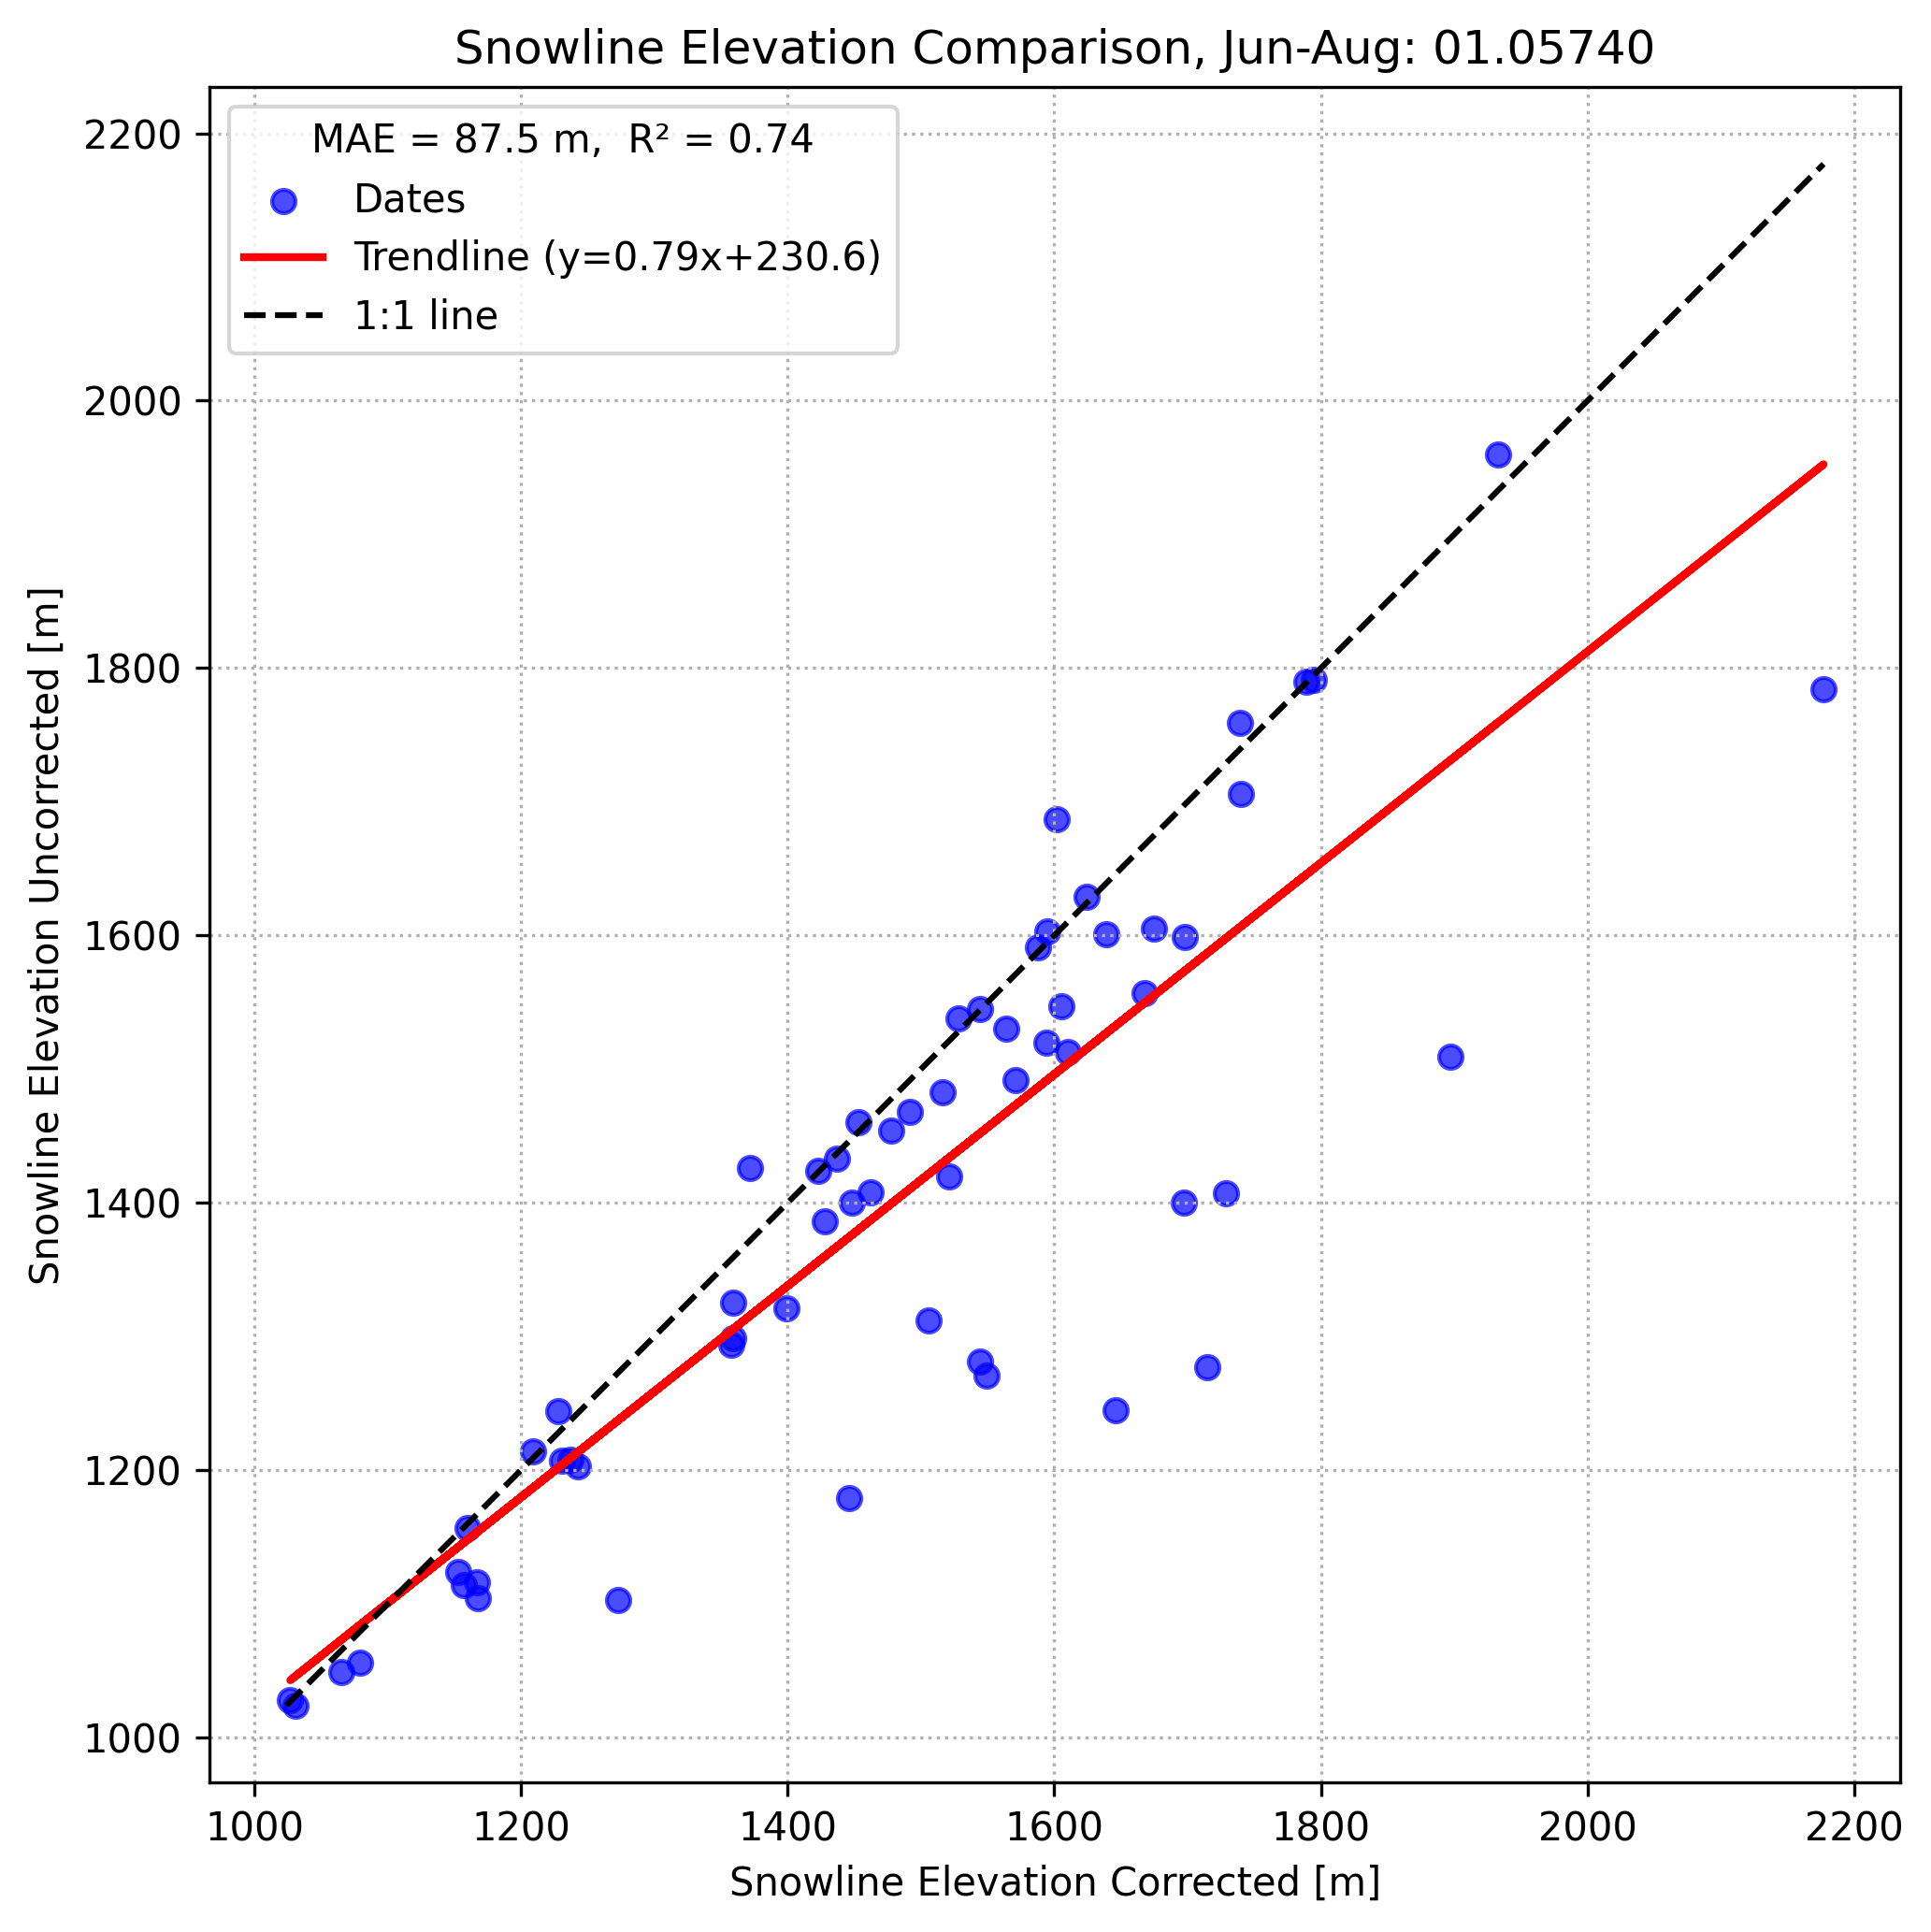 Snowline Elevation Comparison, Jun-Aug: 01.05740
MAE = 87.5 m, R² = 0.74
Dates
Trendline (y=0.79x+230.6)
1:1 line
Snowline Elevation Uncorrected [m]
2200
2000
1800
1600
1400
1200
1000
1000 1200 1400 1600 1800 2000 2200
Snowline Elevation Corrected [m]